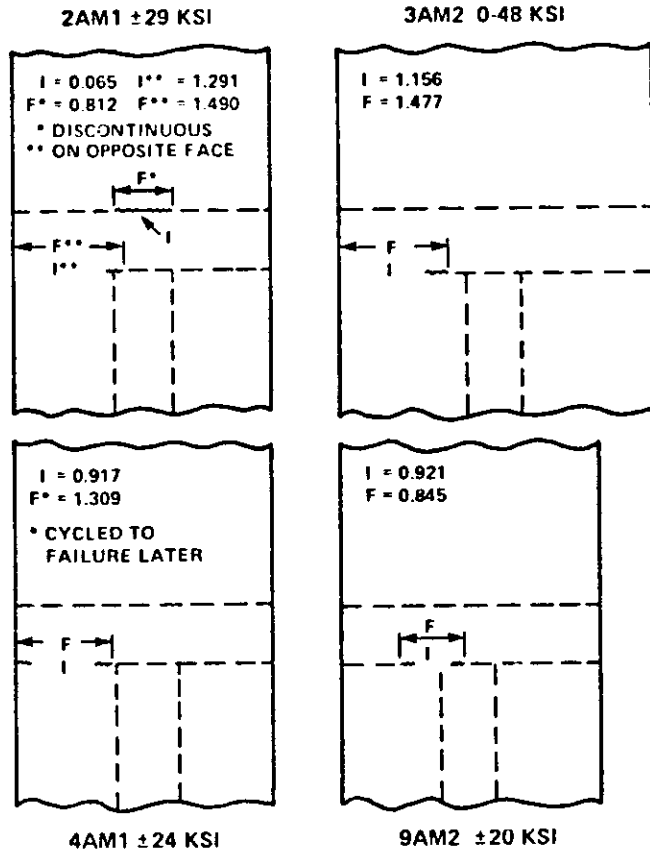 2AM1 ±29 KSI
I = 0.065 I** = 1.291
F* = 0.812 F** = 1.490
* DISCONTINUOUS
** ON OPPOSITE FACE
F*
I
F**
I**
3AM2 0-48 KSI
I = 1.156
F = 1.477
F
I
I = 0.917
F* = 1.309
* CYCLED TO
FAILURE LATER
F
I
4AM1 ±24 KSI
I = 0.921
F = 0.845
F
I
9AM2 ±20 KSI